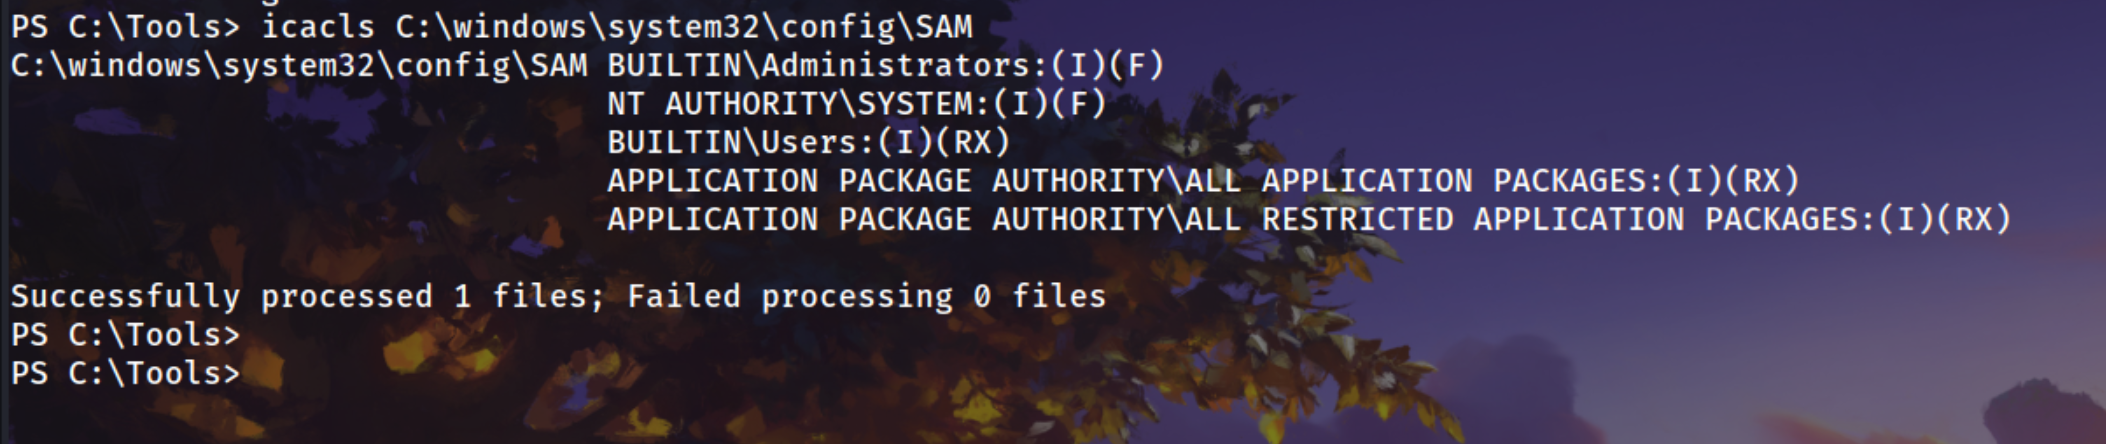 PS C:\Tools> icacls C:\windows\system32\config\SAM
C:\windows\system32\config\SAM BUILTIN\Administrators:(I)(F)
NT AUTHORITY\SYSTEM:(I)(F)
BUILTIN\Users:(I)(RX)
APPLICATION PACKAGE AUTHORITY\ALL APPLICATION PACKAGES:(I)(RX)
APPLICATION PACKAGE AUTHORITY\ALL RESTRICTED APPLICATION PACKAGES:(I)(RX)
Successfully processed 1 files; Failed processing 0 files
PS C:\Tools>
PS C:\Tools>